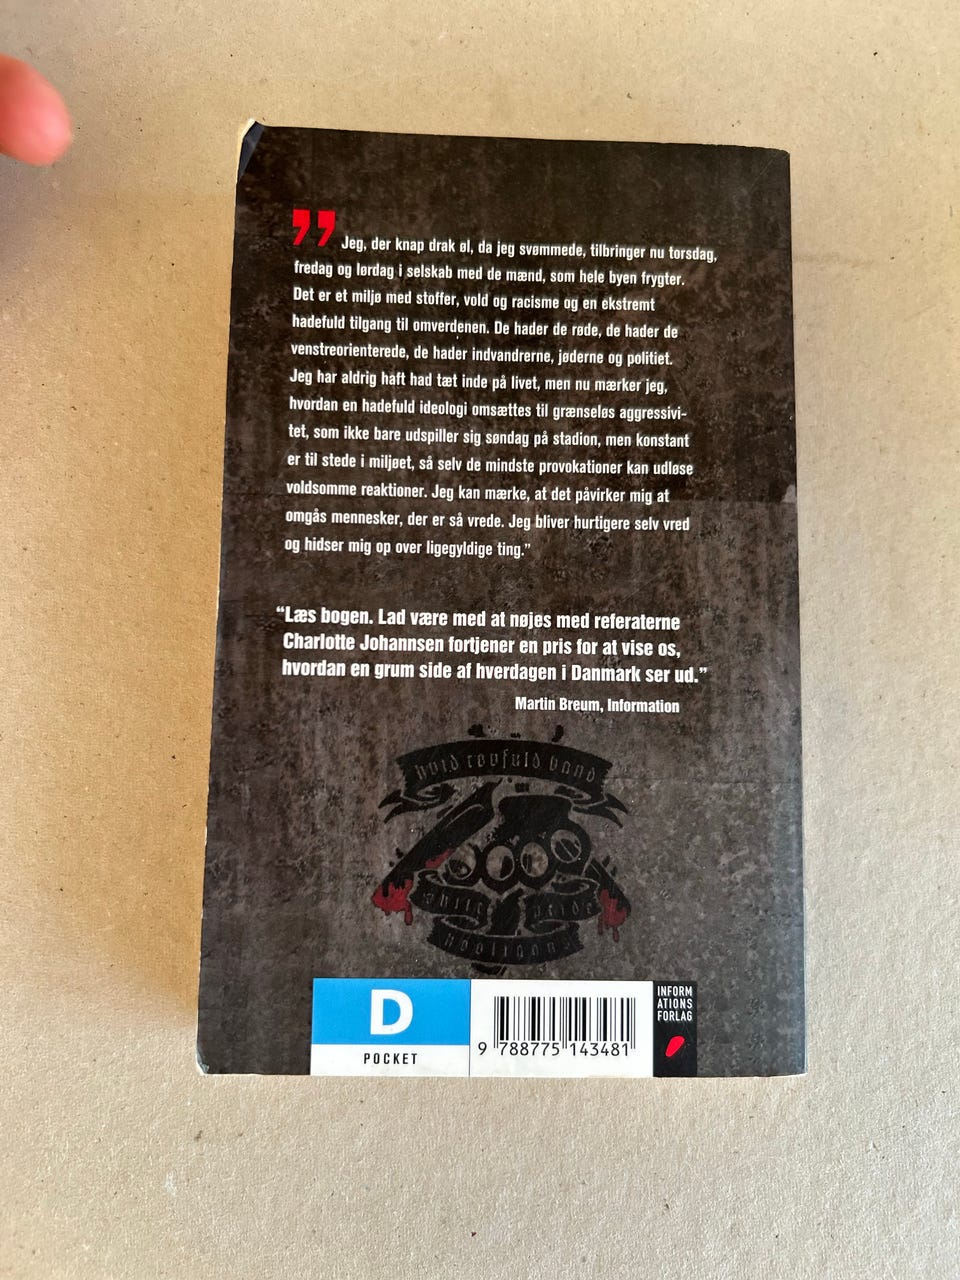 ”Jeg, der knap drak øl, da jeg svømmede, tilbringer nu torsdag,
fredag og lørdag i selskab med de mænd, som hele byen frygter.
Det er et miljø med stoffer, vold og racisme og en ekstremt
hadefuld tilgang til omverdenen. De hader de røde, de hader de
venstreorienterede, de hader indvandrerne, jøderne og politiet.
Jeg har aldrig haft had tæt inde på livet, men nu mærker jeg,
hvordan en hadefuld ideologi omsættes til grænseløs aggressivi-
tet, som ikke bare udspiller sig søndag på stadion, men konstant
er til stede i miljøet, så selv de mindste provokationer kan udløse
voldsomme reaktioner. Jeg kan mærke, at det påvirker mig at
omgås mennesker, der er så vrede. Jeg bliver hurtigere selv vred
og hidser mig op over ligegyldige ting.”
“Læs bogen. Lad være med at nøjes med referaterne
Charlotte Johannsen fortjener en pris for at vise os,
hvordan en grum side af hverdagen i Danmark ser ud.”
Martin Breum, Information
hvid røvfuld band
white pride
hooligans
D
POCKET
9 788775 143481
INFORM
ATIONS
FORLAG